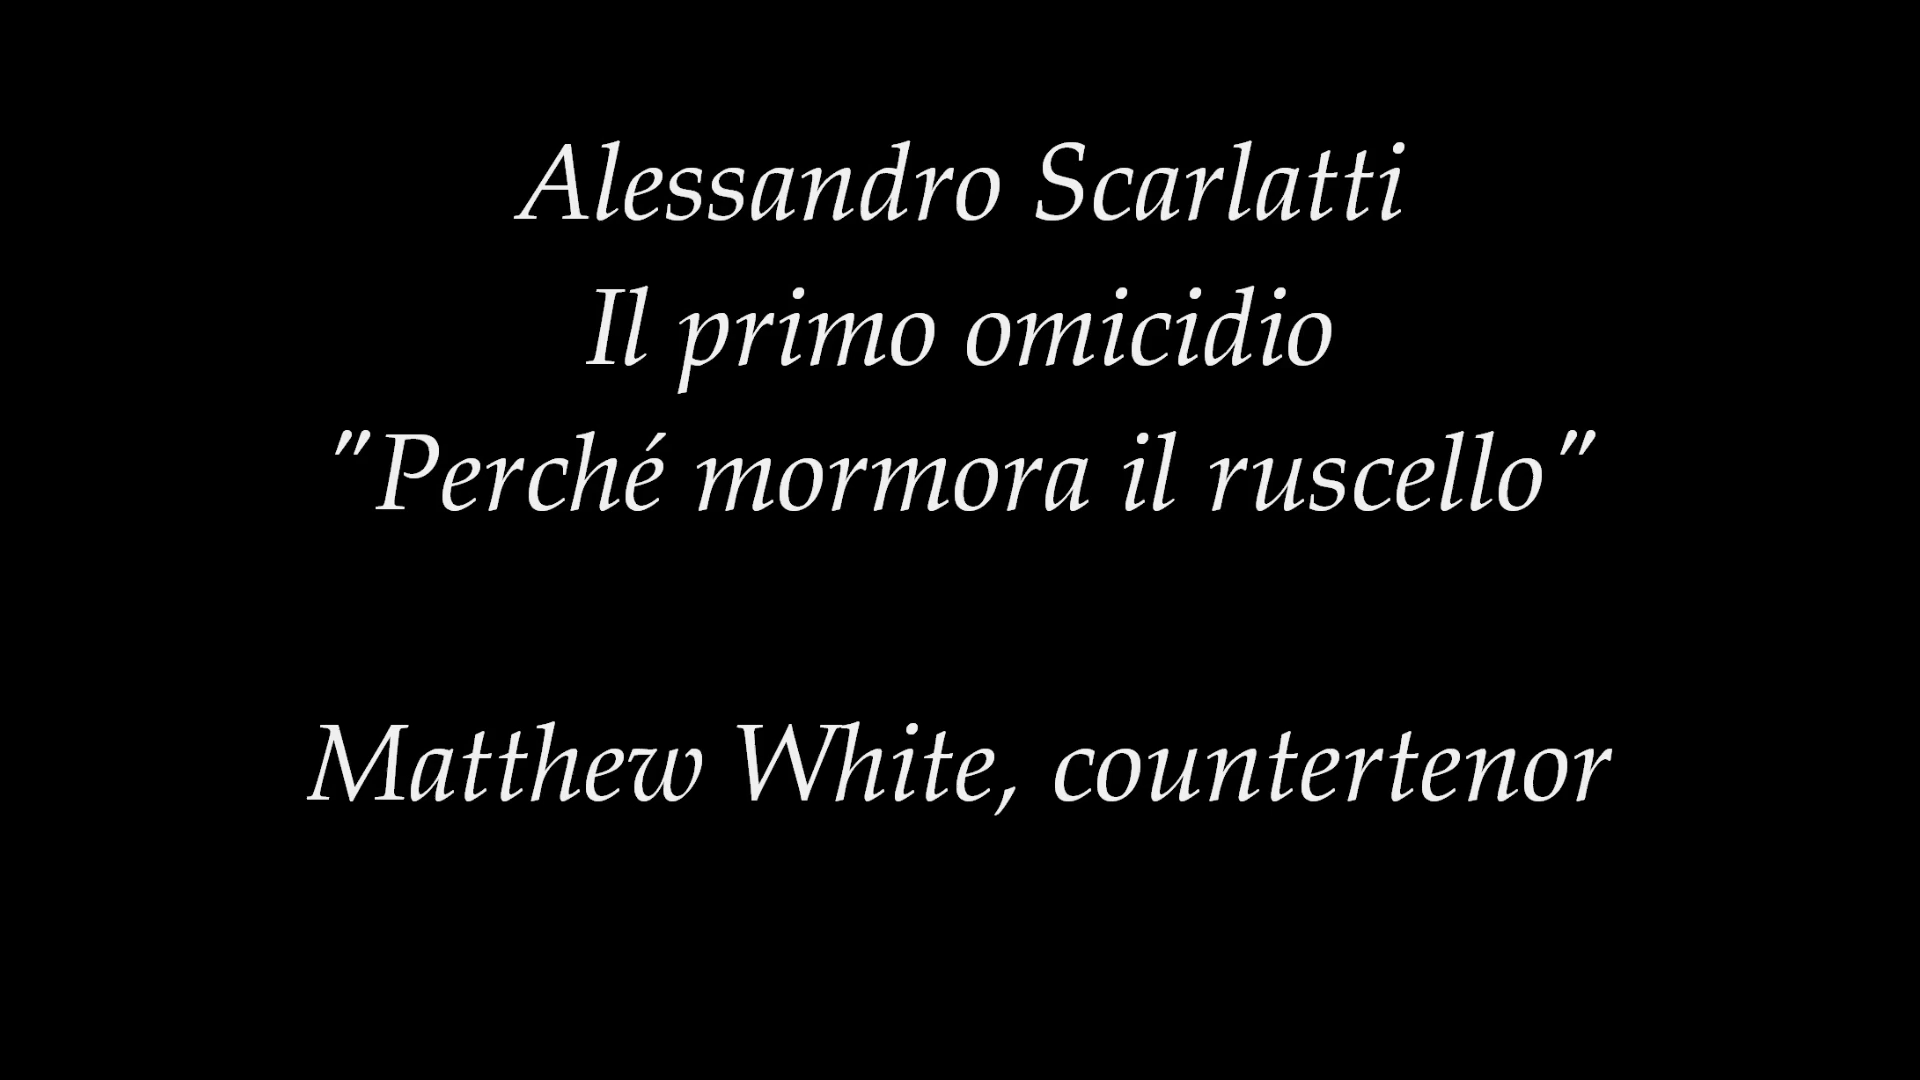 Alessandro Scarlatti
Il primo omicidio
"Perché mormora il ruscello"
Matthew White, countertenor